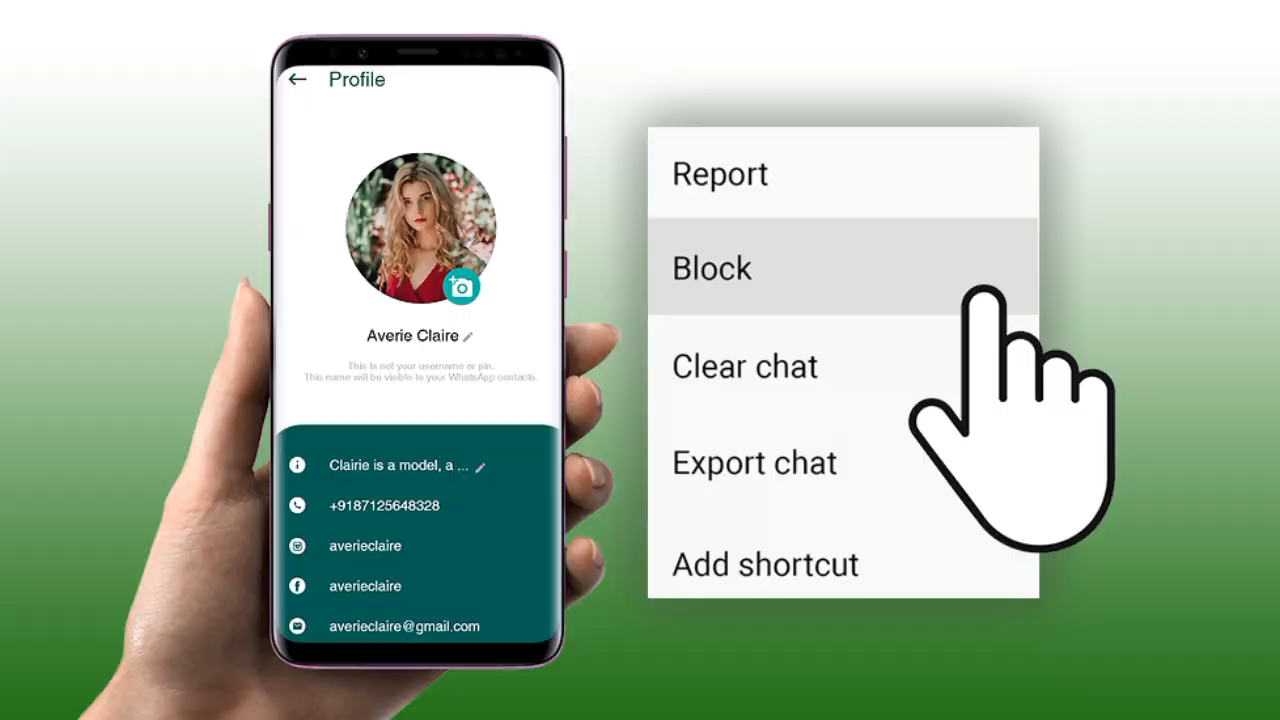 Profile
Averie Claire
This is not your username or pin.
This name will be visible to your WhatsApp contacts.
Clairie is a model, a ...
+9187125648328
averieclaire
averieclaire
averieclaire@gmail.com
Report
Block
Clear chat
Export chat
Add shortcut